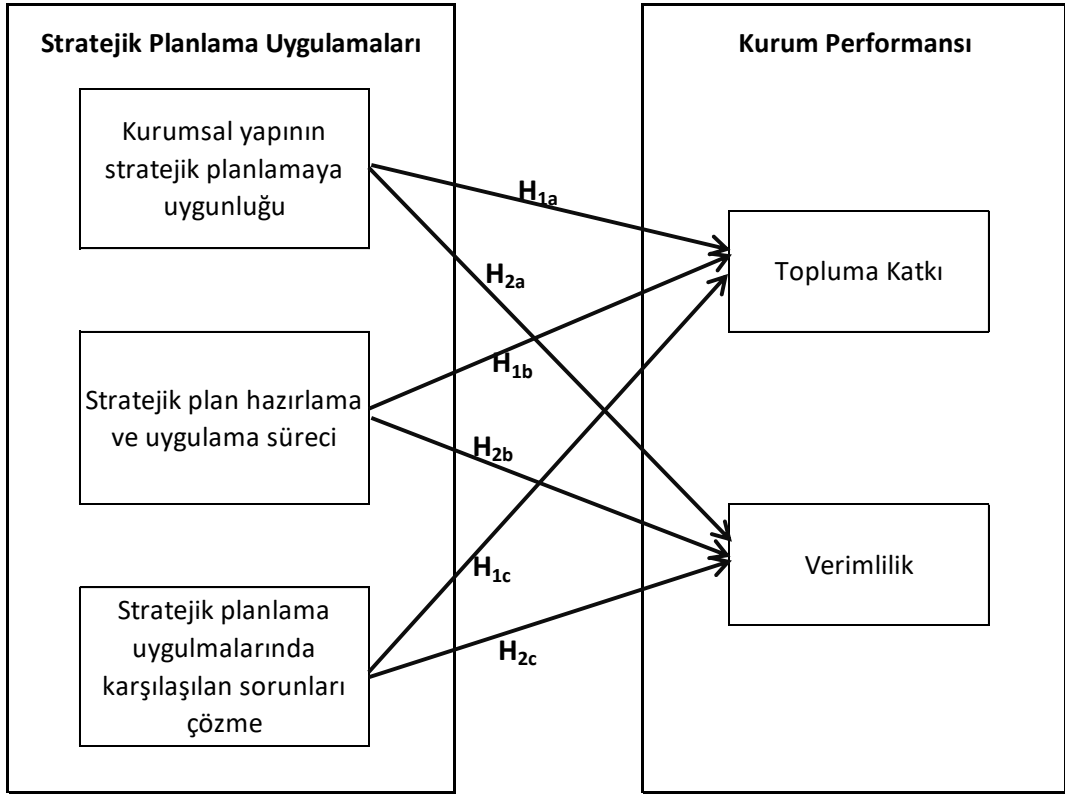 Stratejik Planlama Uygulamaları
Kurumsal yapının
stratejik planlamaya
uygunluğu
Stratejik plan hazırlama
ve uygulama süreci
Stratejik planlama
uygulmalarında
karşılaşılan sorunları
çözme
H1a
H2a
H1b
H2b
H1c
H2c
Kurum Performansı
Topluma Katkı
Verimlilik